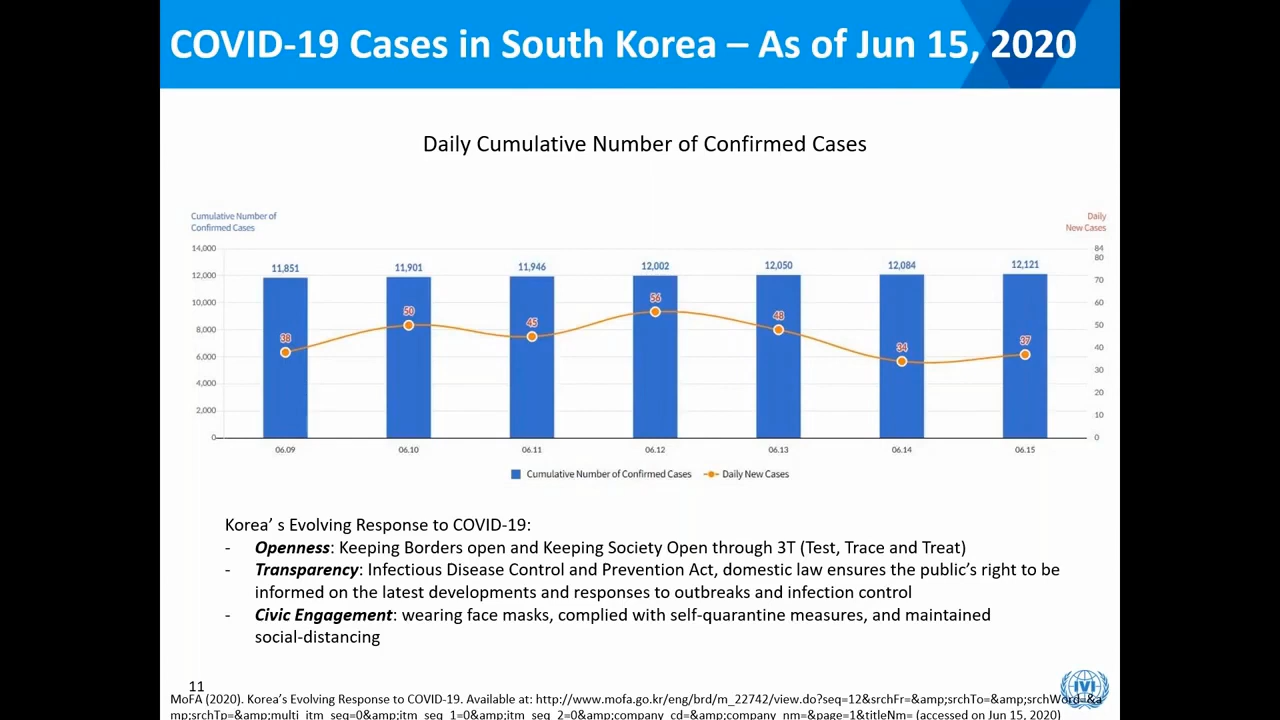 COVID-19 Cases in South Korea – As of Jun 15, 2020
Daily Cumulative Number of Confirmed Cases
Cumulative Number of
Confirmed Cases
Daily
New Cases
14,000
12,000
10,000
8,000
6,000
4,000
2,000
0
84
80
70
60
50
40
30
20
10
0
11,851
11,901
11,946
12,002
12,050
12,084
12,121
38
50
45
56
48
34
37
06.09
06.10
06.11
06.12
06.13
06.14
06.15
Cumulative Number of Confirmed Cases
Daily New Cases
Korea’ s Evolving Response to COVID-19:
- Openness: Keeping Borders open and Keeping Society Open through 3T (Test, Trace and Treat)
- Transparency: Infectious Disease Control and Prevention Act, domestic law ensures the public’s right to be
informed on the latest developments and responses to outbreaks and infection control
- Civic Engagement: wearing face masks, complied with self-quarantine measures, and maintained
social-distancing
11
IVI
MoFA (2020). Korea’s Evolving Response to COVID-19. Available at: http://www.mofa.go.kr/eng/brd/m_22742/view.do?seq=12&srchFr=&amp;srchTo=&amp;srchWord=&a
mp;srchTp=&amp;multi_itm_seq=0&amp;itm_seq_1=0&amp;itm_seq_2=0&amp;company_cd=&amp;company_nm=&page=1&titleNm= (accessed on Jun 15, 2020)